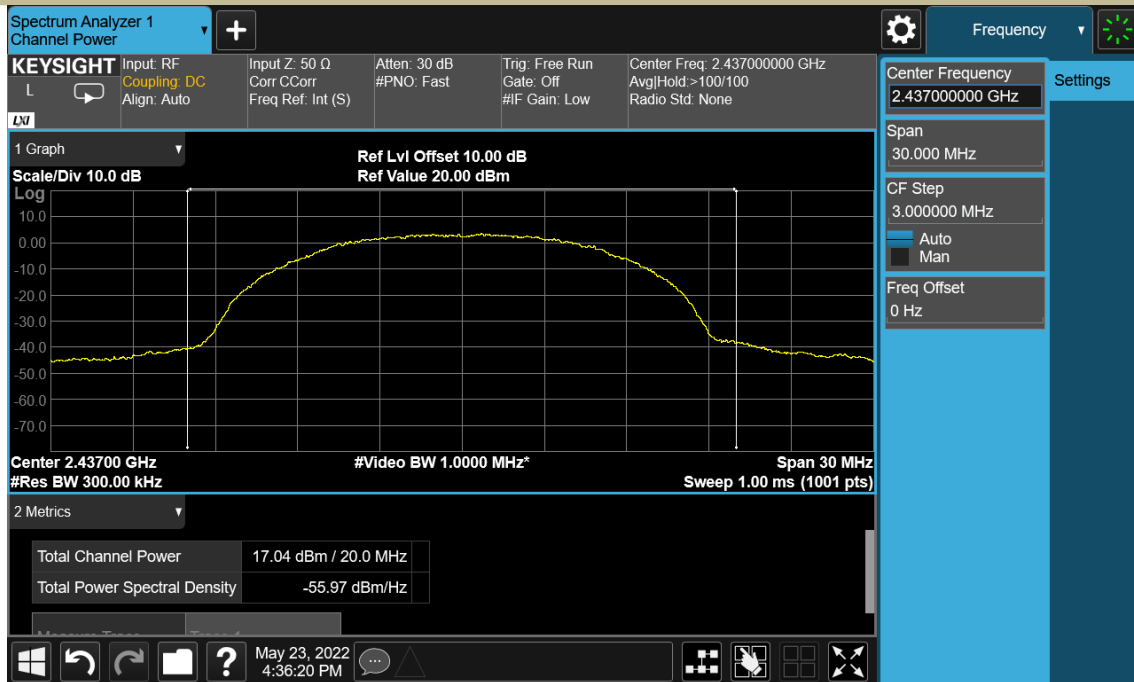 Spectrum Analyzer 1
Channel Power
Frequency
KEYSIGHT
L
LXI
Input: RF
Coupling: DC
Align: Auto
Input Z: 50 Ω
Corr CCorr
Freq Ref: Int (S)
Atten: 30 dB
#PNO: Fast
Trig: Free Run
Gate: Off
#IF Gain: Low
Center Freq: 2.437000000 GHz
Avg|Hold:>100/100
Radio Std: None
Center Frequency
2.437000000 GHz
Settings
Span
30.000 MHz
CF Step
3.000000 MHz
Auto
Man
Freq Offset
0 Hz
1 Graph
Scale/Div 10.0 dB
Ref Lvl Offset 10.00 dB
Ref Value 20.00 dBm
Log
10.0
0.00
-10.0
-20.0
-30.0
-40.0
-50.0
-60.0
-70.0
Center 2.43700 GHz
#Video BW 1.0000 MHz*
Span 30 MHz
#Res BW 300.00 kHz
Sweep 1.00 ms (1001 pts)
2 Metrics
Total Channel Power 17.04 dBm / 20.0 MHz
Total Power Spectral Density -55.97 dBm/Hz
?
May 23, 2022
4:36:20 PM